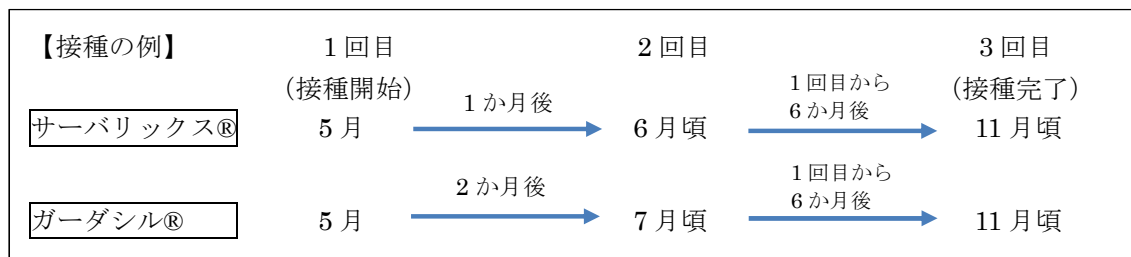 【接種の例】 1回目 2回目 3回目
(接種開始) (接種完了)
1か月後 1回目から
6か月後
サーバリックス® 5月 6月頃 11月頃
2か月後 1回目から
6か月後
ガーダシル® 5月 7月頃 11月頃